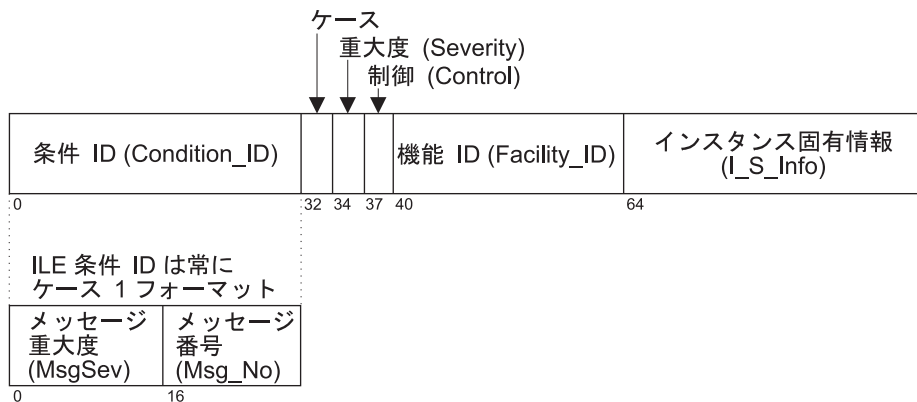 ケース
重大度 (Severity)
制御 (Control)
条件 ID (Condition_ID)
機能 ID (Facility_ID)
インスタンス固有情報
(I_S_Info)
0
32
34
37
40
64
ILE 条件 ID は常に
ケース 1 フォーマット
メッセージ
重大度
(MsgSev)
メッセージ
番号
(Msg_No)
0
16